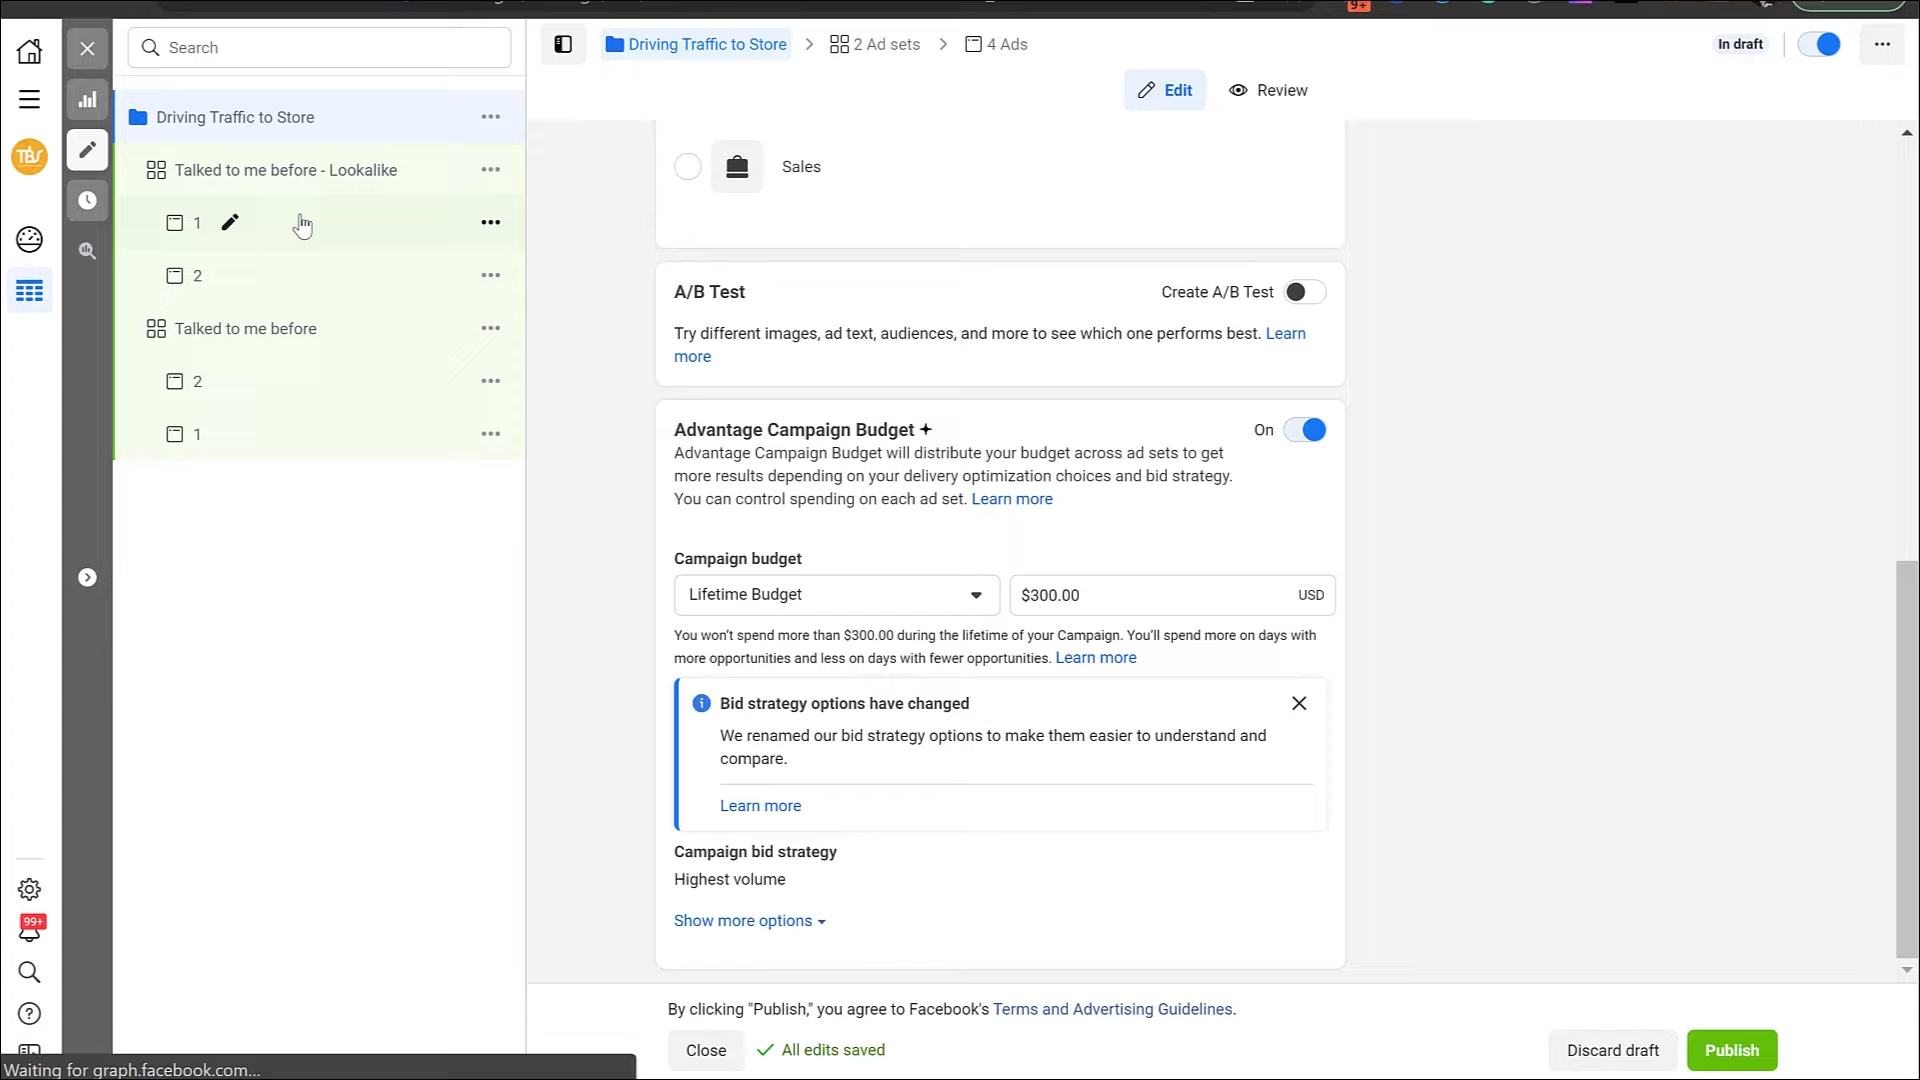 9+
Search
Driving Traffic to Store
2 Ad sets
4 Ads
In draft
Edit
Review
Driving Traffic to Store
Talked to me before - Lookalike
1
2
Talked to me before
2
1
TBS
Sales
A/B Test
Create A/B Test
Try different images, ad text, audiences, and more to see which one performs best. Learn
more
Advantage Campaign Budget +
On
Advantage Campaign Budget will distribute your budget across ad sets to get
more results depending on your delivery optimization choices and bid strategy.
You can control spending on each ad set. Learn more
Campaign budget
Lifetime Budget
$300.00
USD
You won't spend more than $300.00 during the lifetime of your Campaign. You'll spend more on days with
more opportunities and less on days with fewer opportunities. Learn more
Bid strategy options have changed
We renamed our bid strategy options to make them easier to understand and
compare.
Learn more
Campaign bid strategy
Highest volume
Show more options
99+
By clicking "Publish," you agree to Facebook's Terms and Advertising Guidelines.
Close
All edits saved
Discard draft
Publish
Waiting for graph.facebook.com...